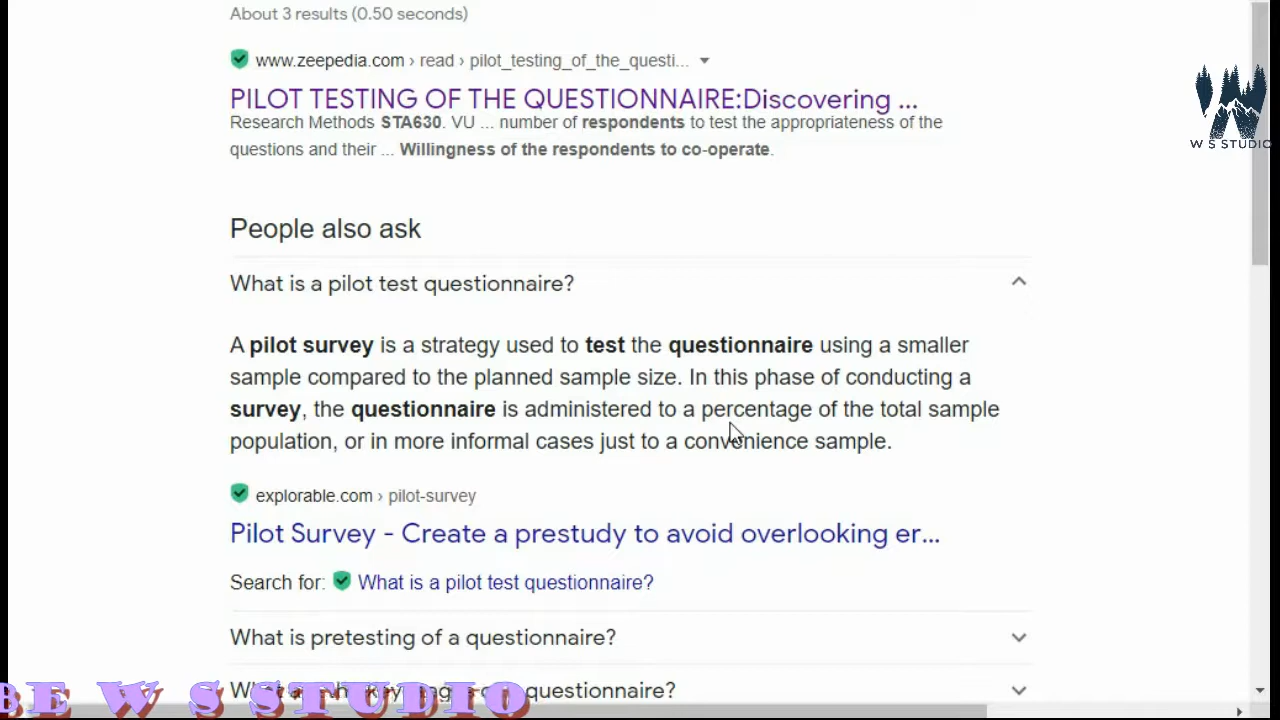 About 3 results (0.50 seconds)
www.zeepedia.com › read › pilot_testing_of_the_questi...
PILOT TESTING OF THE QUESTIONNAIRE:Discovering ...
Research Methods STA630. VU ... number of respondents to test the appropriateness of the
questions and their ... Willingness of the respondents to co-operate.
W S STUDIO
People also ask
What is a pilot test questionnaire?
A pilot survey is a strategy used to test the questionnaire using a smaller
sample compared to the planned sample size. In this phase of conducting a
survey, the questionnaire is administered to a percentage of the total sample
population, or in more informal cases just to a convenience sample.
explorable.com › pilot-survey
Pilot Survey - Create a prestudy to avoid overlooking er...
Search for: What is a pilot test questionnaire?
What is pretesting of a questionnaire?
questionnaire?
BE W S STUDIO